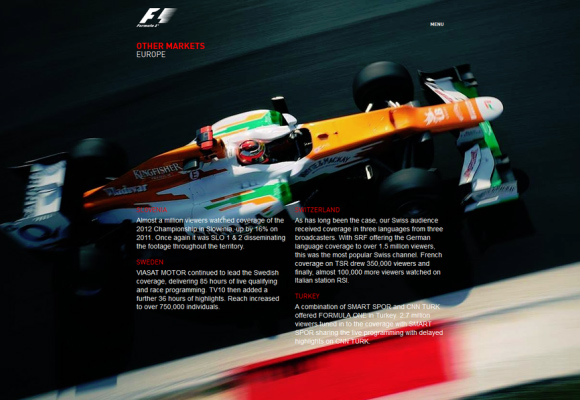 F1
Formula 1
MENU
OTHER MARKETS
EUROPE
KINGFISHER
Vladivar
Almost a million viewers watched coverage of the
2012 Championship in Slovenia, up by 16% on
2011. Once again it was SLO 1 & 2 disseminating
the footage throughout the territory.
SWEDEN
VIASAT MOTOR continued to lead the Swedish
coverage, delivering 85 hours of live qualifying
and race programming. TV10 then added a
further 36 hours of highlights. Reach increased
to over 750,000 individuals.
SWITZERLAND
As has long been the case, our Swiss audience
received coverage in three languages from three
broadcasters. With SRF offering the German
language coverage to over 1.5 million viewers,
this was the most popular Swiss channel. French
coverage on TSR drew 350,000 viewers and
finally, almost 100,000 more viewers watched on
Italian station RSI.
TURKEY
A combination of SMART SPOR and CNN TURK
offered FORMULA ONE in Turkey. 2.7 million
viewers tuned in to the coverage with SMART
SPOR sharing the live programming with delayed
highlights on CNN TURK.